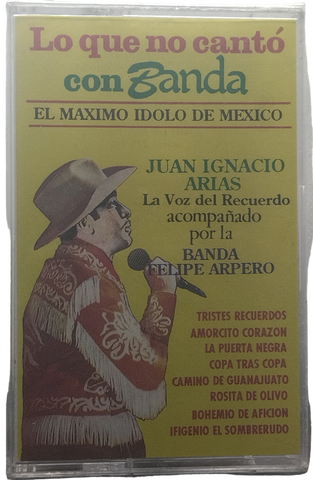 Lo que no cantó
con Banda
EL MAXIMO IDOLO DE MEXICO
JUAN IGNACIO
ARIAS
La Voz del Recuerdo
acompañado
por la
BANDA
FELIPE ARPERO
TRISTES RECUERDOS
AMORCITO CORAZON
LA PUERTA NEGRA
COPA TRAS COPA
CAMINO DE GUANAJUATO
ROSITA DE OLIVO
BOHEMIO DE AFICION
IFIGENIO EL SOMBRERUDO